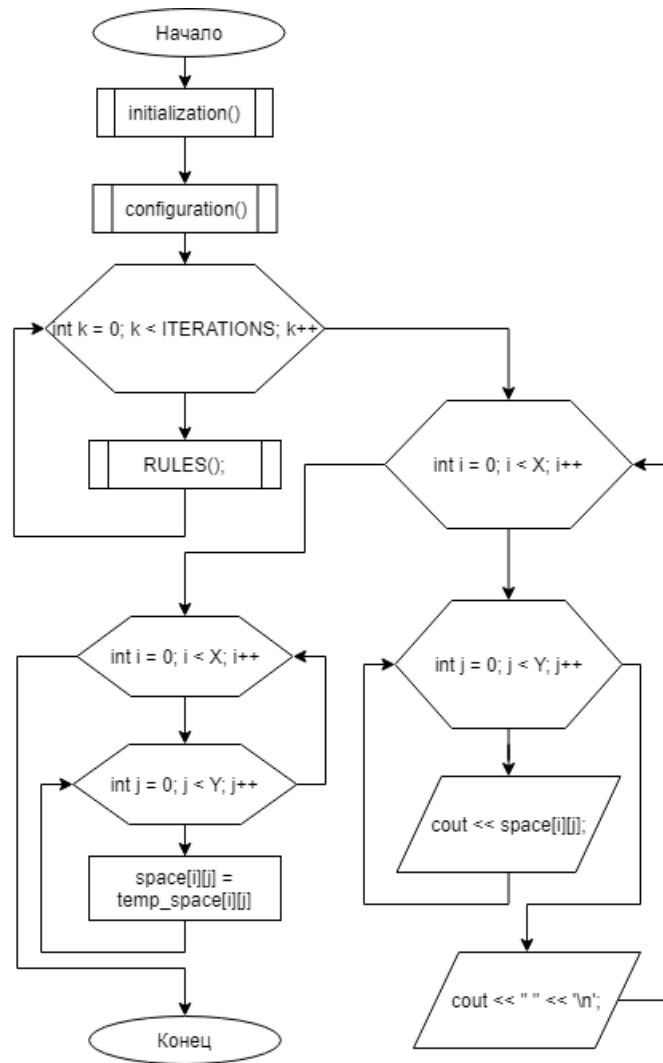 Начало
initialization()
configuration()
int k = 0; k < ITERATIONS; k++
RULES();
int i = 0; i < X; i++
int j = 0; j < Y; j++
cout << space[i][j];
cout << " " << '\n';
int i = 0; i < X; i++
int j = 0; j < Y; j++
space[i][j] =
temp_space[i][j]
Конец